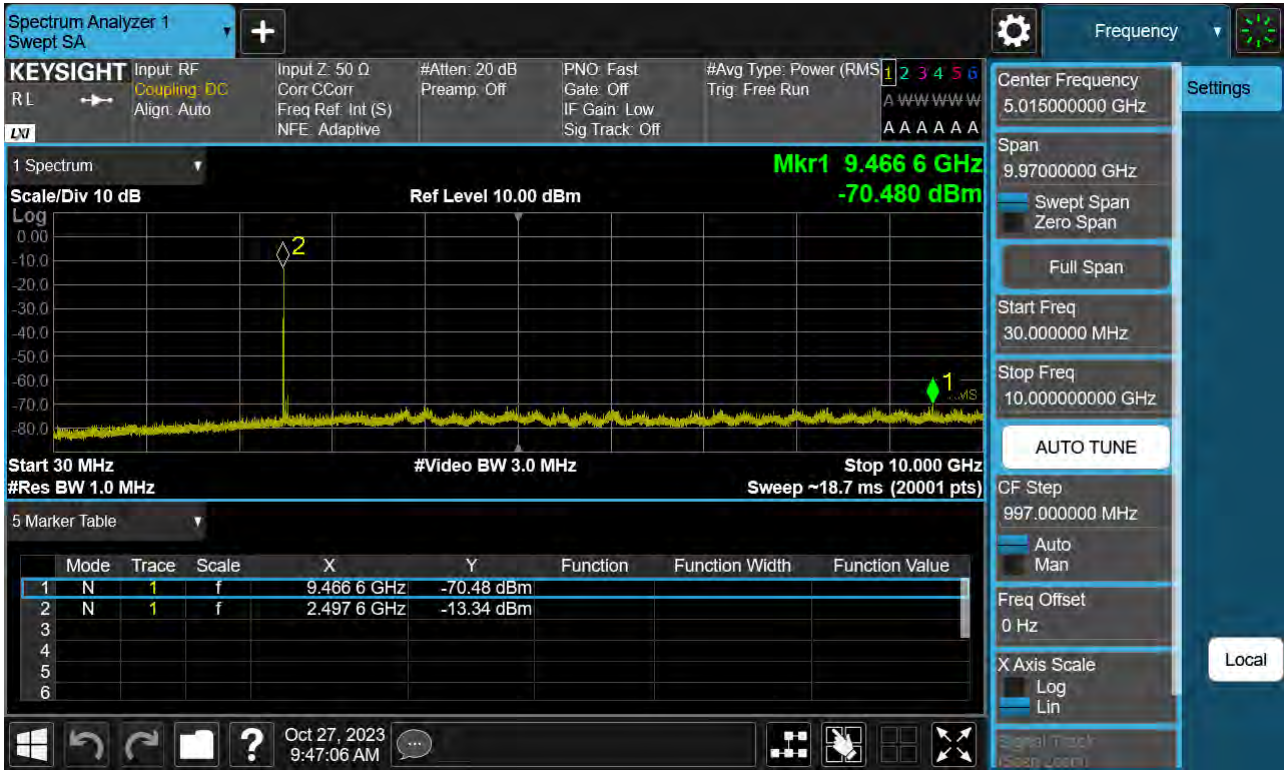 Spectrum Analyzer 1
Swept SA
Frequency
KEYSIGHT
RL
LXI
Input: RF
Coupling: DC
Align: Auto
Input Z: 50 Ω
Corr CCorr
Freq Ref: Int (S)
NFE: Adaptive
#Atten: 20 dB
Preamp: Off
PNO: Fast
Gate: Off
IF Gain: Low
Sig Track: Off
#Avg Type: Power (RMS
Trig: Free Run
1 2 3 4 5 6
A W W W W W
A A A A A A
1 Spectrum
Mkr1 9.466 6 GHz
Scale/Div 10 dB
Ref Level 10.00 dBm
-70.480 dBm
Log
0.00
-10.0
-20.0
-30.0
-40.0
-50.0
-60.0
-70.0
-80.0
2
1
Start 30 MHz
#Video BW 3.0 MHz
Stop 10.000 GHz
#Res BW 1.0 MHz
Sweep ~18.7 ms (20001 pts)
5 Marker Table
Mode Trace Scale X Y Function Function Width Function Value
1 N 1 f 9.466 6 GHz -70.48 dBm
2 N 1 f 2.497 6 GHz -13.34 dBm
3
4
5
6
Oct 27, 2023
9:47:06 AM
Center Frequency
5.015000000 GHz
Settings
Span
9.97000000 GHz
Swept Span
Zero Span
Full Span
Start Freq
30.000000 MHz
Stop Freq
10.000000000 GHz
AUTO TUNE
CF Step
997.000000 MHz
Auto
Man
Freq Offset
0 Hz
X Axis Scale
Log
Lin
Local
Signal Track
(Span Zoom)